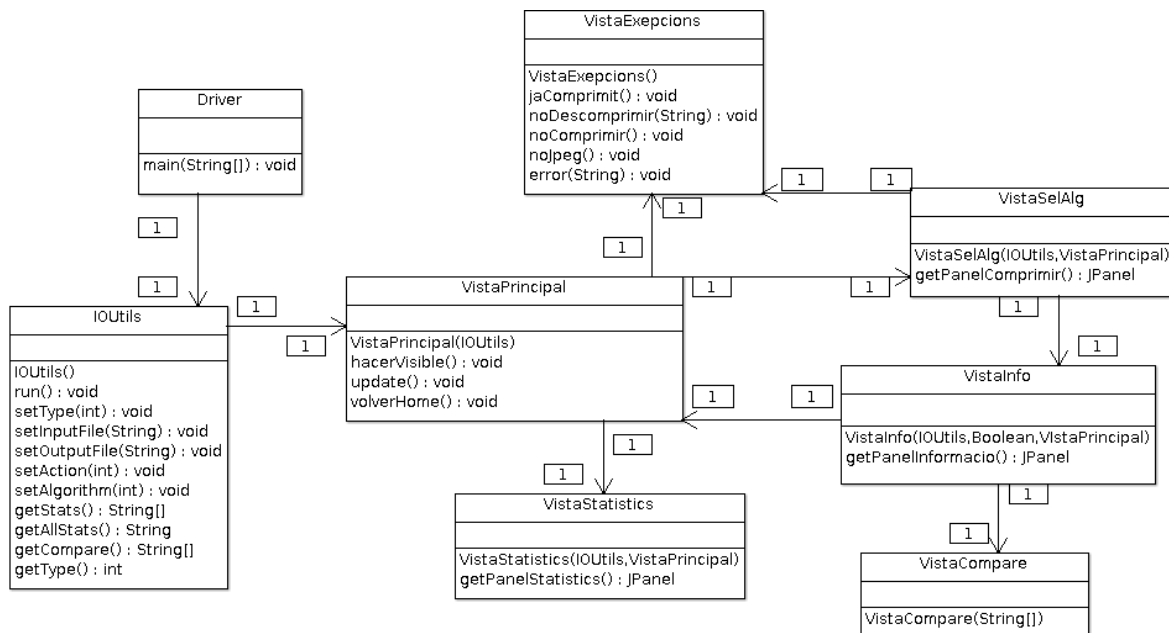 VistaExepcions
VistaExepcions()
jaComprimit() : void
noDescomprimir(String) : void
noComprimir() : void
noJpeg() : void
error(String) : void
Driver
main(String[]) : void
1
1
1
1
1
1
VistaSelAlg
VistaSelAlg(IOUtils,VistaPrincipal)
getPanelComprimir() : JPanel
1
1
1
1
IOUtils
IOUtils()
run() : void
setType(int) : void
setInputFile(String) : void
setOutputFile(String) : void
setAction(int) : void
setAlgorithm(int) : void
getStats() : String[]
getAllStats() : String
getCompare() : String[]
getType() : int
1
1
VistaPrincipal
VistaPrincipal(IOUtils)
hacerVisible() : void
update() : void
volverHome() : void
VistaInfo
VistaInfo(IOUtils,Boolean,VIstaPrincipal)
getPanelInformacio() : JPanel
1
1
1
1
VistaStatistics
VistaStatistics(IOUtils,VistaPrincipal)
getPanelStatistics() : JPanel
1
1
VistaCompare
VistaCompare(String[])